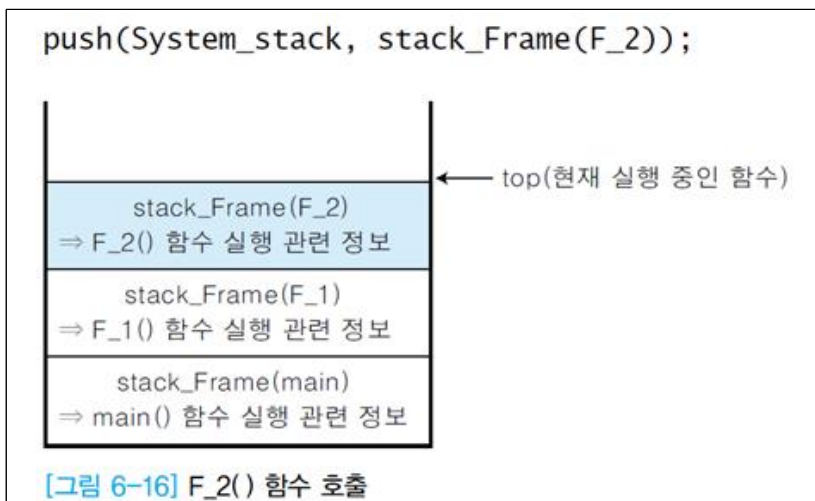 push(System_stack, stack_Frame(F_2));
top(현재 실행 중인 함수)
stack_Frame(F_2)
⇒ F_2() 함수 실행 관련 정보
stack_Frame(F_1)
⇒ F_1() 함수 실행 관련 정보
stack_Frame(main)
⇒ main() 함수 실행 관련 정보
[그림 6-16] F_2() 함수 호출